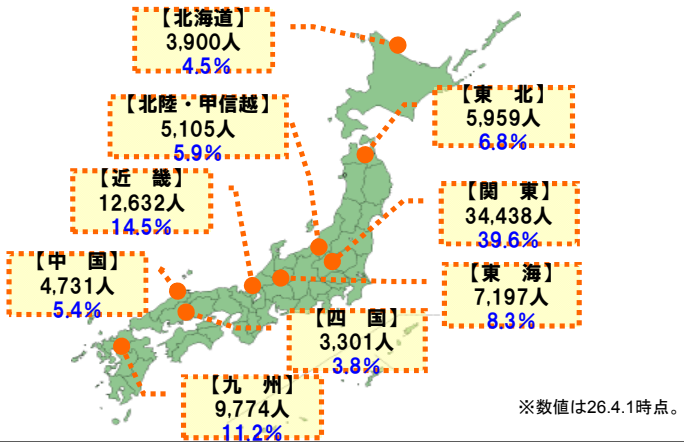 【北海道】
3,900人
4.5%
【北陸・甲信越】
5,105人
5.9%
【東　北】
5,959人
6.8%
【近　畿】
12,632人
14.5%
【関　東】
34,438人
39.6%
【中　国】
4,731人
5.4%
【東　海】
7,197人
8.3%
【四　国】
3,301人
3.8%
【九　州】
9,774人
11.2%
※数値は26.4.1時点。